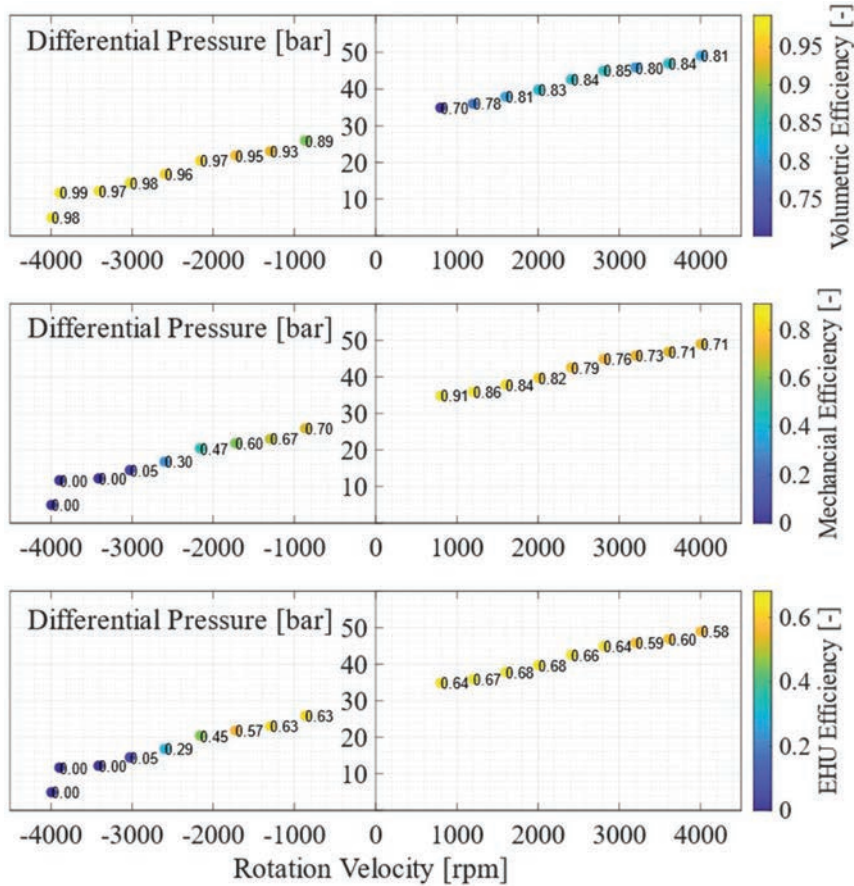 Differential Pressure [bar]
50
40
30
20
10
0.98 0.99 0.97 0.98 0.96 0.97 0.95 0.93 0.89
0.70 0.78 0.81 0.83 0.84 0.85 0.80 0.84 0.81
-4000 -3000 -2000 -1000 0 1000 2000 3000 4000
0.95
0.9
0.85
0.8
0.75
Volumetric Efficiency [-]
Differential Pressure [bar]
50
40
30
20
10
0.00 0.00 0.00 0.05 0.30 0.47 0.60 0.67 0.70
0.91 0.86 0.84 0.82 0.79 0.76 0.73 0.71 0.71
-4000 -3000 -2000 -1000 0 1000 2000 3000 4000
0.8
0.6
0.4
0.2
0
Mechancial Efficiency [-]
Differential Pressure [bar]
50
40
30
20
10
0.00 0.00 0.00 0.05 0.29 0.45 0.57 0.63 0.63
0.64 0.67 0.68 0.68 0.66 0.64 0.59 0.60 0.58
-4000 -3000 -2000 -1000 0 1000 2000 3000 4000
0.6
0.4
0.2
0
EHU Efficiency [-]
Rotation Velocity [rpm]